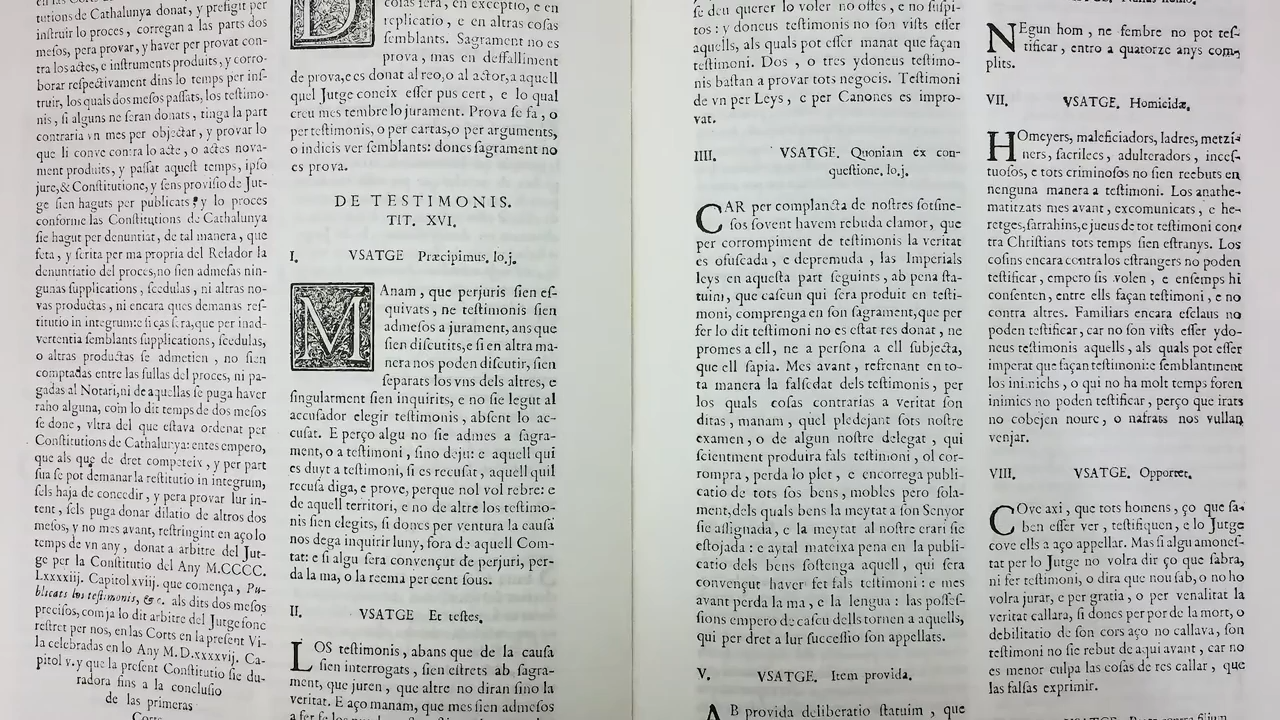 tutions de Cathalunya donat, y prefigit per
instruir lo proces, corregan a las parts dos
mesos, pera provar, y haver per provat con-
tra los actes, e instruments produits, y corro-
borar respectivament dins lo temps per ins-
truir, los quals dos mesos passats, los testimo-
nis, si alguns ne seran donats, tinga la part
contraria vn mes per objectar, y provar lo
que li conve contra lo acte, o actes nova-
ment produits, y passat aquest temps, ipso
jure, & Constitutione, y sens provisio de Jut-
ge sien haguts per publicats, y lo proces
conforme las Constitutions de Cathalunya
sie hagut per denuntiat, de tal manera, que
feta, y scrita per ma propria del Relador la
denuntiatio del proces, no sien admesas nin-
gunas supplications, scedulas, ni altras no-
vas productas, ni encara ques demanas res-
titutio in integrum: e si cas sera, que per inad-
vertentia semblants supplications, scedulas,
o altras productas se admetien, no sien
comptadas entre las fullas del proces, ni pa-
gadas al Notari, ni de aquellas se puga haver
raho alguna, com lo dit temps de dos mesos
se done, vltra del que estava ordenat per
Constitutions de Cathalunya: entes empero,
que als que de dret competeix, y per part
sua se pot demanar la restitutio in integrum,
sels haja de concedir, y pera provar lur in-
tent, sels puga donar dilatio de altros dos
mesos, y no mes avant, restringint en aço lo
temps de vn any, donat a arbitre del Jut-
ge per la Constitutio del Any M.CCCC.
Lxxxxiij. Capitol xviij. que comença, Pu-
blicats los testimonis, &c. als dits dos mesos
precisos, com ja lo dit arbitre del Jutge sonc
restret per nos, en las Corts en la present Vi-
la celebradas en lo Any M.D.xxxxvij. Ca-
pitol v. y que la present Constitutio sie du-
radora fins a la conclusio
de las primeras
Corts.
D
cosas sera, en exceptio, e en
replicatio, e en altras cosas
semblants. Sagrament no es
prova, mas en deffalliment
de prova, e es donat al reo, o al actor, a aquell
quel Jutge coneix esser pus cert, e lo qual
creu mes tembre lo jurament. Prova se fa, o
per testimonis, o per cartas, o per arguments,
o indicis ver semblants: doncs sagrament no
es prova.
DE TESTIMONIS.
TIT. XVI.
I. VSATGE Præcipimus. lo.j.
MAnam, que perjuris sien es-
quivats, ne testimonis sien
admesos a jurament, ans que
sien discutits, e si en altra ma-
nera nos poden discutir, sien
separats los vns dels altres, e
singularment sien inquirits, e no sie legut al
accusador elegir testimonis, absent lo ac-
cusat. E perço algu no sie admes a sagra-
ment, o a testimoni, sino deju: e aquell qui
es duyt a testimoni, si es recusat, aquell quil
recusa diga, e prove, perque nol vol rebre: e
de aquell territori, e no de altre los testimo-
nis sien elegits, si doncs per ventura la causa
nos dega inquirir luny, fora de aquell Com-
tat: e si algu sera convençut de perjuri, per-
da la ma, o la reema per cent sous.
II. VSATGE Et testes.
LOS testimonis, abans que de la causa
sien interrogats, sien estrets ab sagra-
ment, que juren, que altre no diran sino la
veritat. E aço manam, que mes sien admesos
se deu querer lo voler no osses, e no suspi-
tos: y doneus testimonis no son vists esser
aquells, als quals pot esser manat que façan
testimoni. Dos, o tres ydoneus testimo-
nis bastan a provar tots negocis. Testimoni
de vn per Leys, e per Canones es impro-
vat.
IIII. VSATGE. Quoniam ex con-
questione. lo.j.
CAR per complancta de nostres sotsme-
sos sovent havem rebuda clamor, que
per corrompiment de testimonis la veritat
es ofuscada, e depremuda, las Imperials
leys en aquesta part seguints, ab pena sta-
tuim, que cascun qui sera produit en testi-
moni, comprenga en son sagrament, que per
fer lo dit testimoni no es estat res donat, ne
promes a ell, ne a persona a ell subjecta,
que ell sapia. Mes avant, refrenant en to-
ta manera la falsedat dels testimonis, per
los quals cosas contrarias a veritat son
ditas, manam, quel pledejant sots nostre
examen, o de algun nostre delegat, qui
scientment produira fals testimoni, ol cor-
rompra, perda lo plet, e encorrega publi-
catio de tots sos bens, mobles pero sola-
ment, dels quals bens la meytat a son Senyor
sie assignada, e la meytat al nostre erari sie
estojada: e aytal mateixa pena en la publi-
catio dels bens sostenga aquell, qui sera
convençut haver fet fals testimoni: e mes
avant perda la ma, e la lengua: las posses-
sions empero de cascu dells tornen a aquells,
qui per dret a lur successio son appellats.
V. VSATGE. Item provida.
AB provida deliberatio statuim, que
NEgun hom, ne fembre no pot tes-
tificar, entro a quatorze anys com-
plits.
VII. VSATGE. Homicidæ.
HOmeyers, maleficiadors, ladres, metzi-
ners, sacrilecs, adulteradors, inces-
tuosos, e tots criminosos no sien reebuts en
nenguna manera a testimoni. Los anathe-
matitzats mes avant, excomunicats, e he-
retges, sarrahins, e jueus de tot testimoni con-
tra Christians tots temps sien estranys. Los
cosins encara contra los estrangers no poden
testificar, empero sis volen, e ensemps hi
consenten, entre ells façan testimoni, e no
contra altres. Familiars encara esclaus no
poden testificar, car no son vists esser ydo-
neus testimonis aquells, als quals pot esser
imperat que façan testimoni: e semblantment
los inimichs, o qui no ha molt temps foren
inimics no poden testificar, perço que irats
no cobejen noure, o nafrats nos vullan
venjar.
VIII. VSATGE. Opportet.
COve axi, que tots homens, ço que sa-
ben esser ver, testifiquen, e lo Jutge
cove ells a aço appellar. Mas si algu amones-
tat per lo Jutge no volra dir ço que sabra,
ni fer testimoni, o dira que nou sab, o no ho
volra jurar, e per gratia, o per venalitat la
veritat callara, si doncs per por de la mort, o
debilitatio de son cors aço no callava, son
testimoni no sie rebut de aqui avant, car no
es menor culpa las cosas de res callar, que
las falsas exprimir.